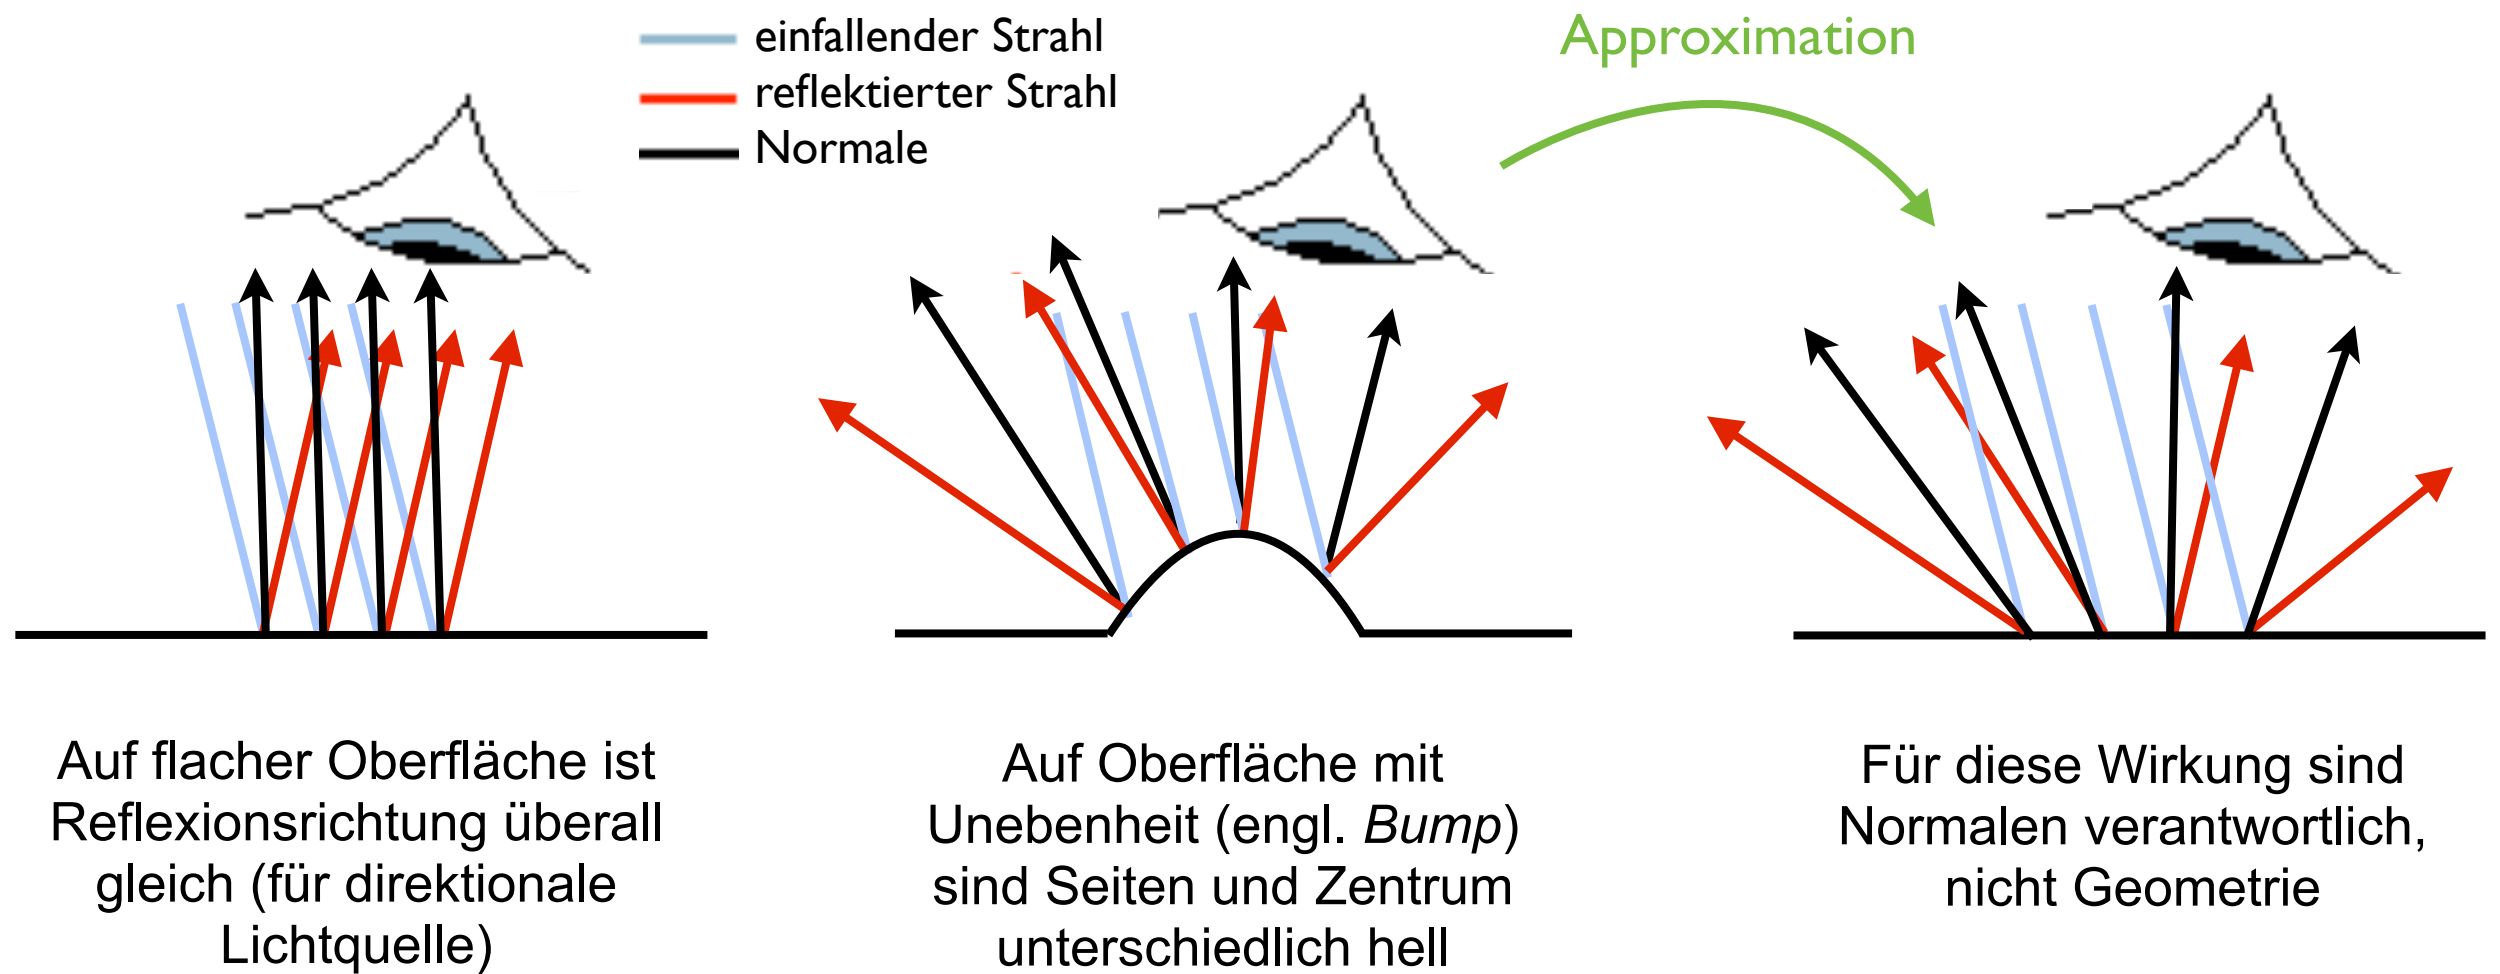 einfallender Strahl
reflektierter Strahl
Normale
Approximation
Auf flacher Oberfläche ist
Reflexionsrichtung überall
gleich (für direktionale
Lichtquelle)
Auf Oberfläche mit
Unebenheit (engl. Bump)
sind Seiten und Zentrum
unterschiedlich hell
Für diese Wirkung sind
Normalen verantwortlich,
nicht Geometrie